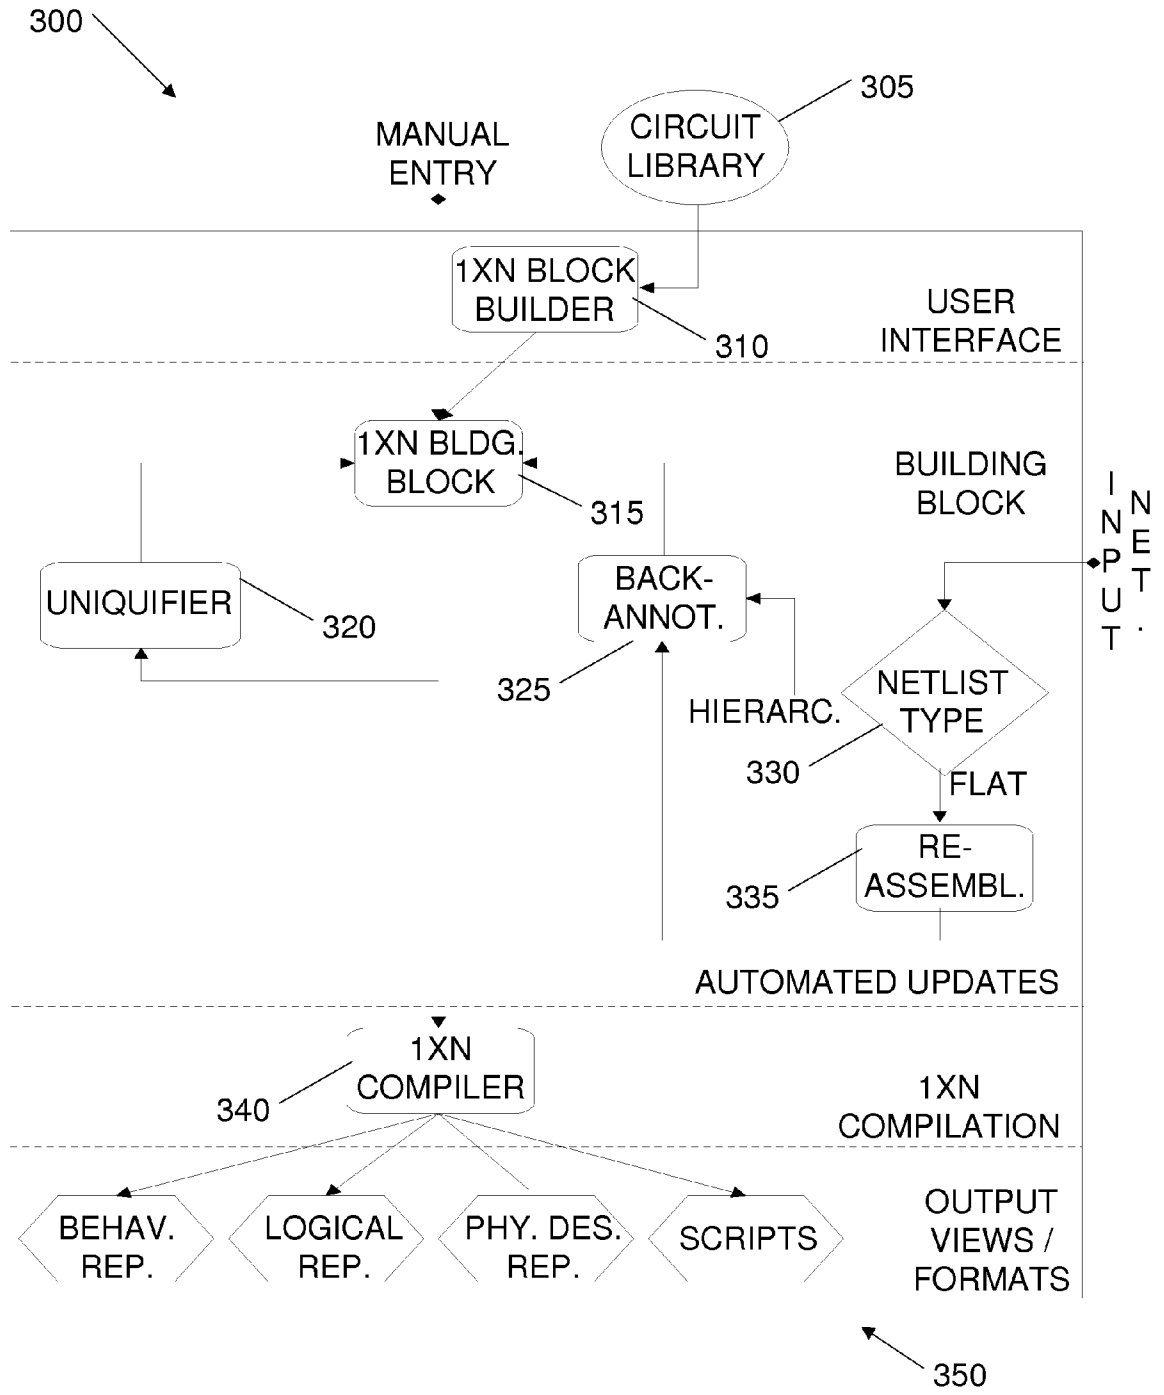 300
305
MANUAL
ENTRY
CIRCUIT
LIBRARY
1XN BLOCK
BUILDER
310
USER
INTERFACE
1XN BLDG.
BLOCK
315
BUILDING
BLOCK
INPUT
NET.
UNIQUIFIER
320
BACK-
ANNOT.
325
HIERARC.
NETLIST
TYPE
330
FLAT
RE-
ASSEMBL.
335
AUTOMATED UPDATES
1XN
COMPILER
340
1XN
COMPILATION
BEHAV.
REP.
LOGICAL
REP.
PHY. DES.
REP.
SCRIPTS
OUTPUT
VIEWS /
FORMATS
350